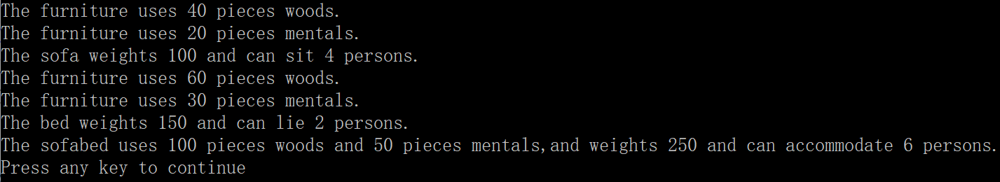 The furniture uses 40 pieces woods.
The furniture uses 20 pieces mentals.
The sofa weights 100 and can sit 4 persons.
The furniture uses 60 pieces woods.
The furniture uses 30 pieces mentals.
The bed weights 150 and can lie 2 persons.
The sofabed uses 100 pieces woods and 50 pieces mentals,and weights 250 and can accommodate 6 persons.
Press any key to continue